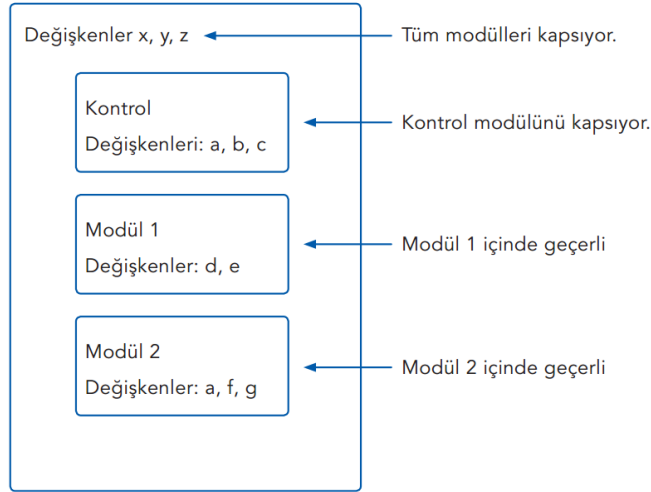 Değişkenler x, y, z
Tüm modülleri kapsıyor.
Kontrol
Değişkenleri: a, b, c
Kontrol modülünü kapsıyor.
Modül 1
Değişkenler: d, e
Modül 1 içinde geçerli
Modül 2
Değişkenler: a, f, g
Modül 2 içinde geçerli